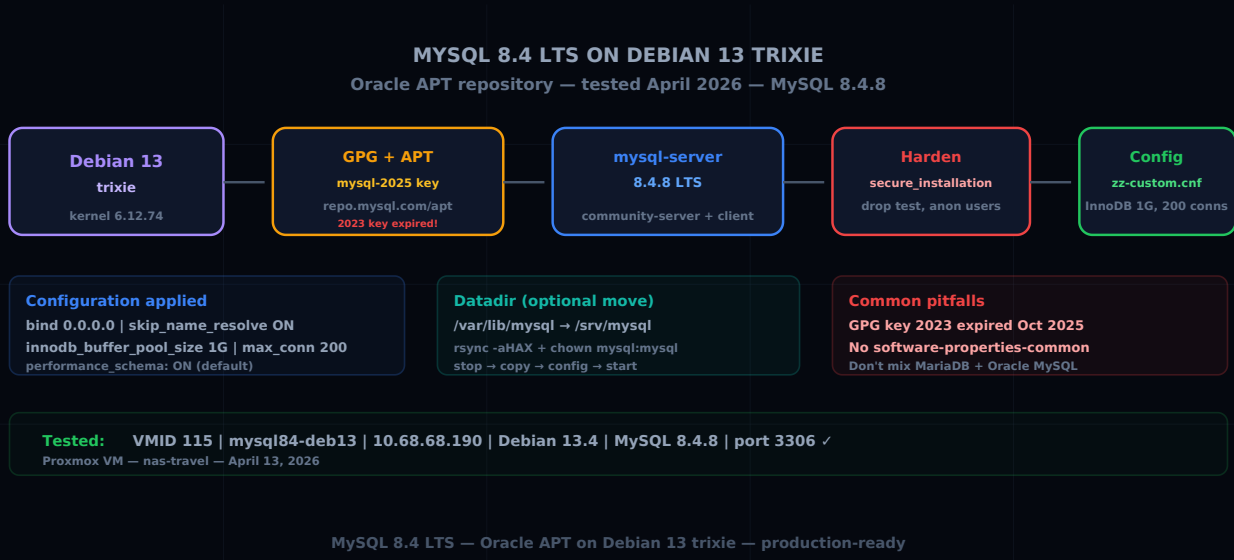 MYSQL 8.4 LTS ON DEBIAN 13 TRIXIE
Oracle APT repository — tested April 2026 — MySQL 8.4.8
Debian 13
trixie
kernel 6.12.74
GPG + APT
mysql-2025 key
repo.mysql.com/apt
2023 key expired!
mysql-server
8.4.8 LTS
community-server + client
Harden
secure_installation
drop test, anon users
Config
zz-custom.cnf
InnoDB 1G, 200 conns
Configuration applied
bind 0.0.0.0 | skip_name_resolve ON
innodb_buffer_pool_size 1G | max_conn 200
performance_schema: ON (default)
Datadir (optional move)
/var/lib/mysql → /srv/mysql
rsync -aHAX + chown mysql:mysql
stop → copy → config → start
Common pitfalls
GPG key 2023 expired Oct 2025
No software-properties-common
Don't mix MariaDB + Oracle MySQL
Tested: VMID 115 | mysql84-deb13 | 10.68.68.190 | Debian 13.4 | MySQL 8.4.8 | port 3306 ✓
Proxmox VM — nas-travel — April 13, 2026
MySQL 8.4 LTS — Oracle APT on Debian 13 trixie — production-ready